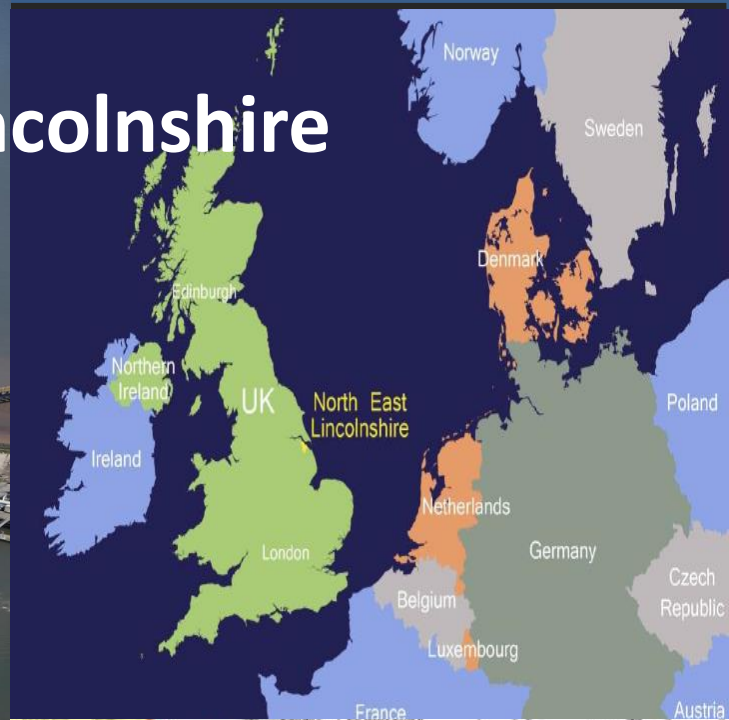 ncolnshire
Norway
Sweden
Denmark
Edinburgh
Northern
Ireland
UK
North East
Lincolnshire
Poland
Ireland
Netherlands
London
Germany
Belgium
Czech
Republic
Luxembourg
France
Austria